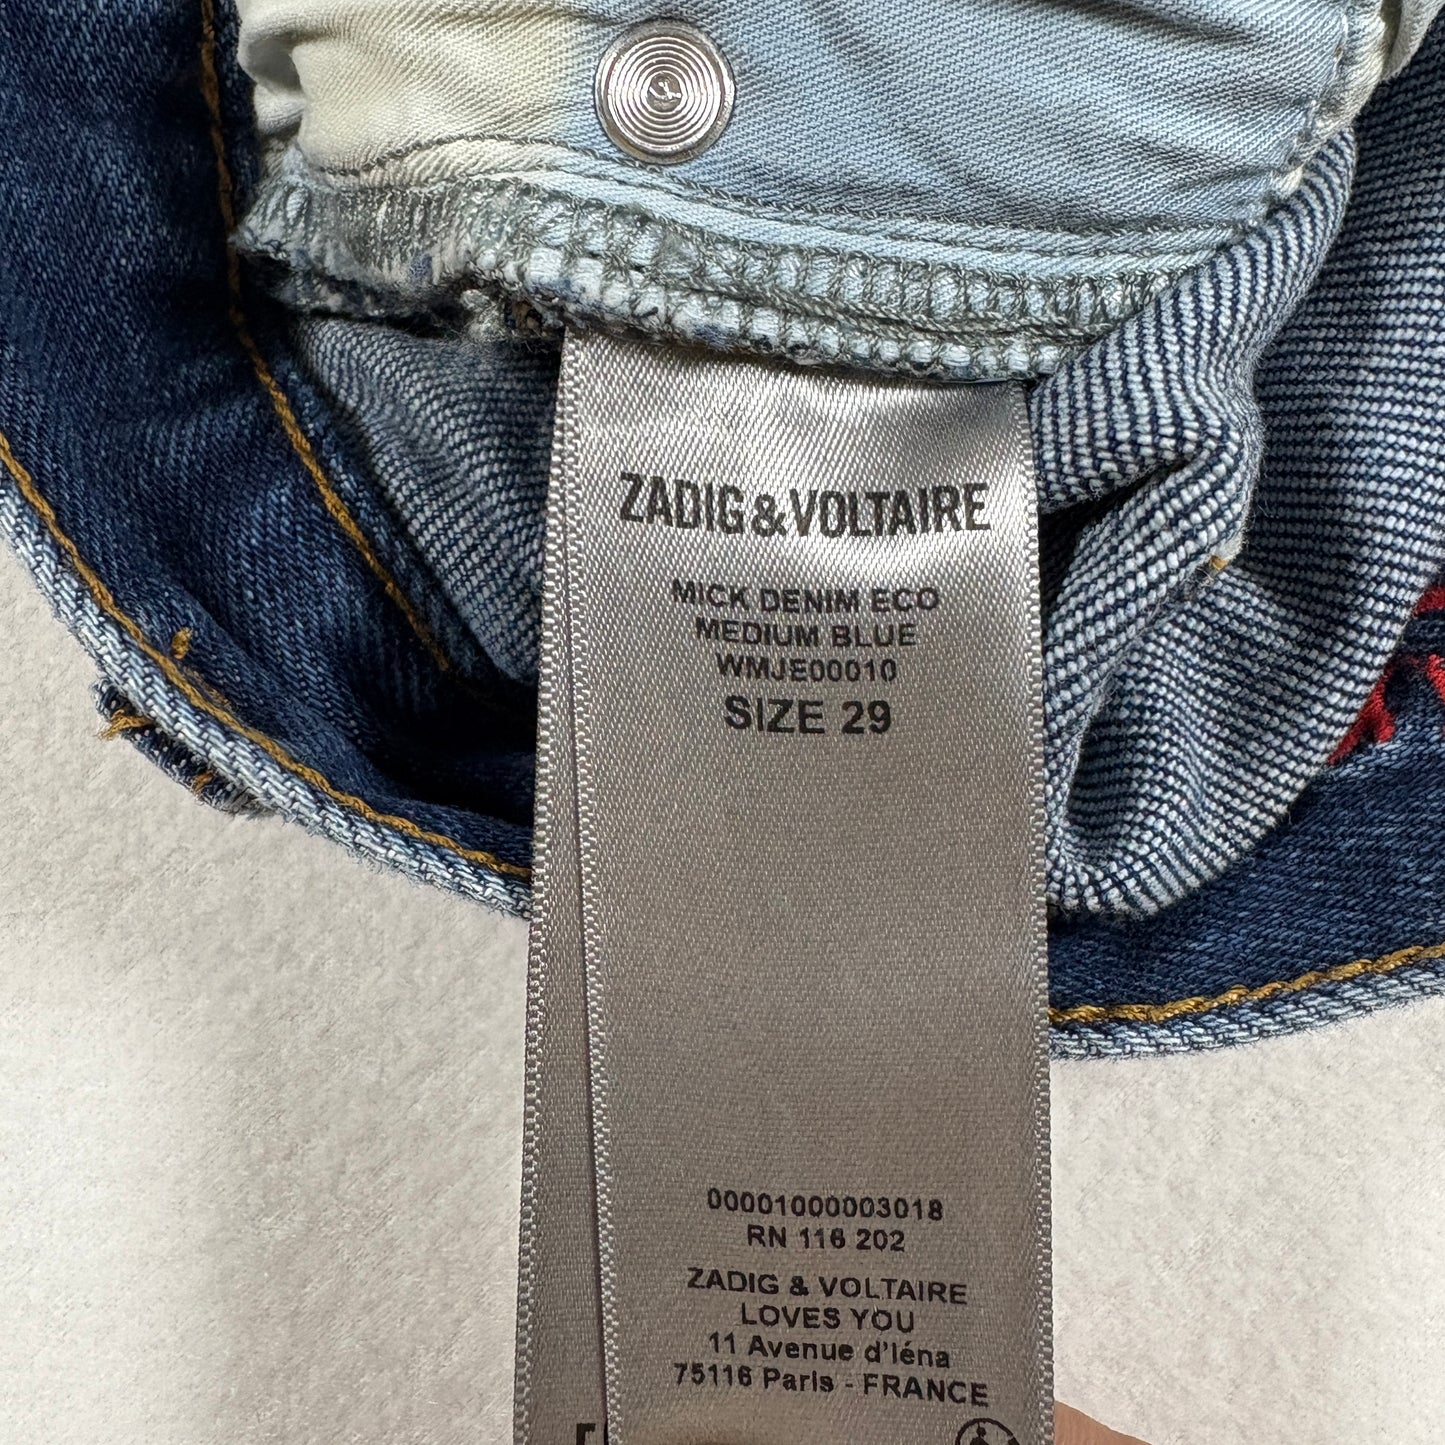 ZADIG&VOLTAIRE
MICK DENIM ECO
MEDIUM BLUE
WMJE00010
SIZE 29
00001000003018
RN 116 202
ZADIG & VOLTAIRE
LOVES YOU
11 Avenue d'Iéna
75116 Paris - FRANCE